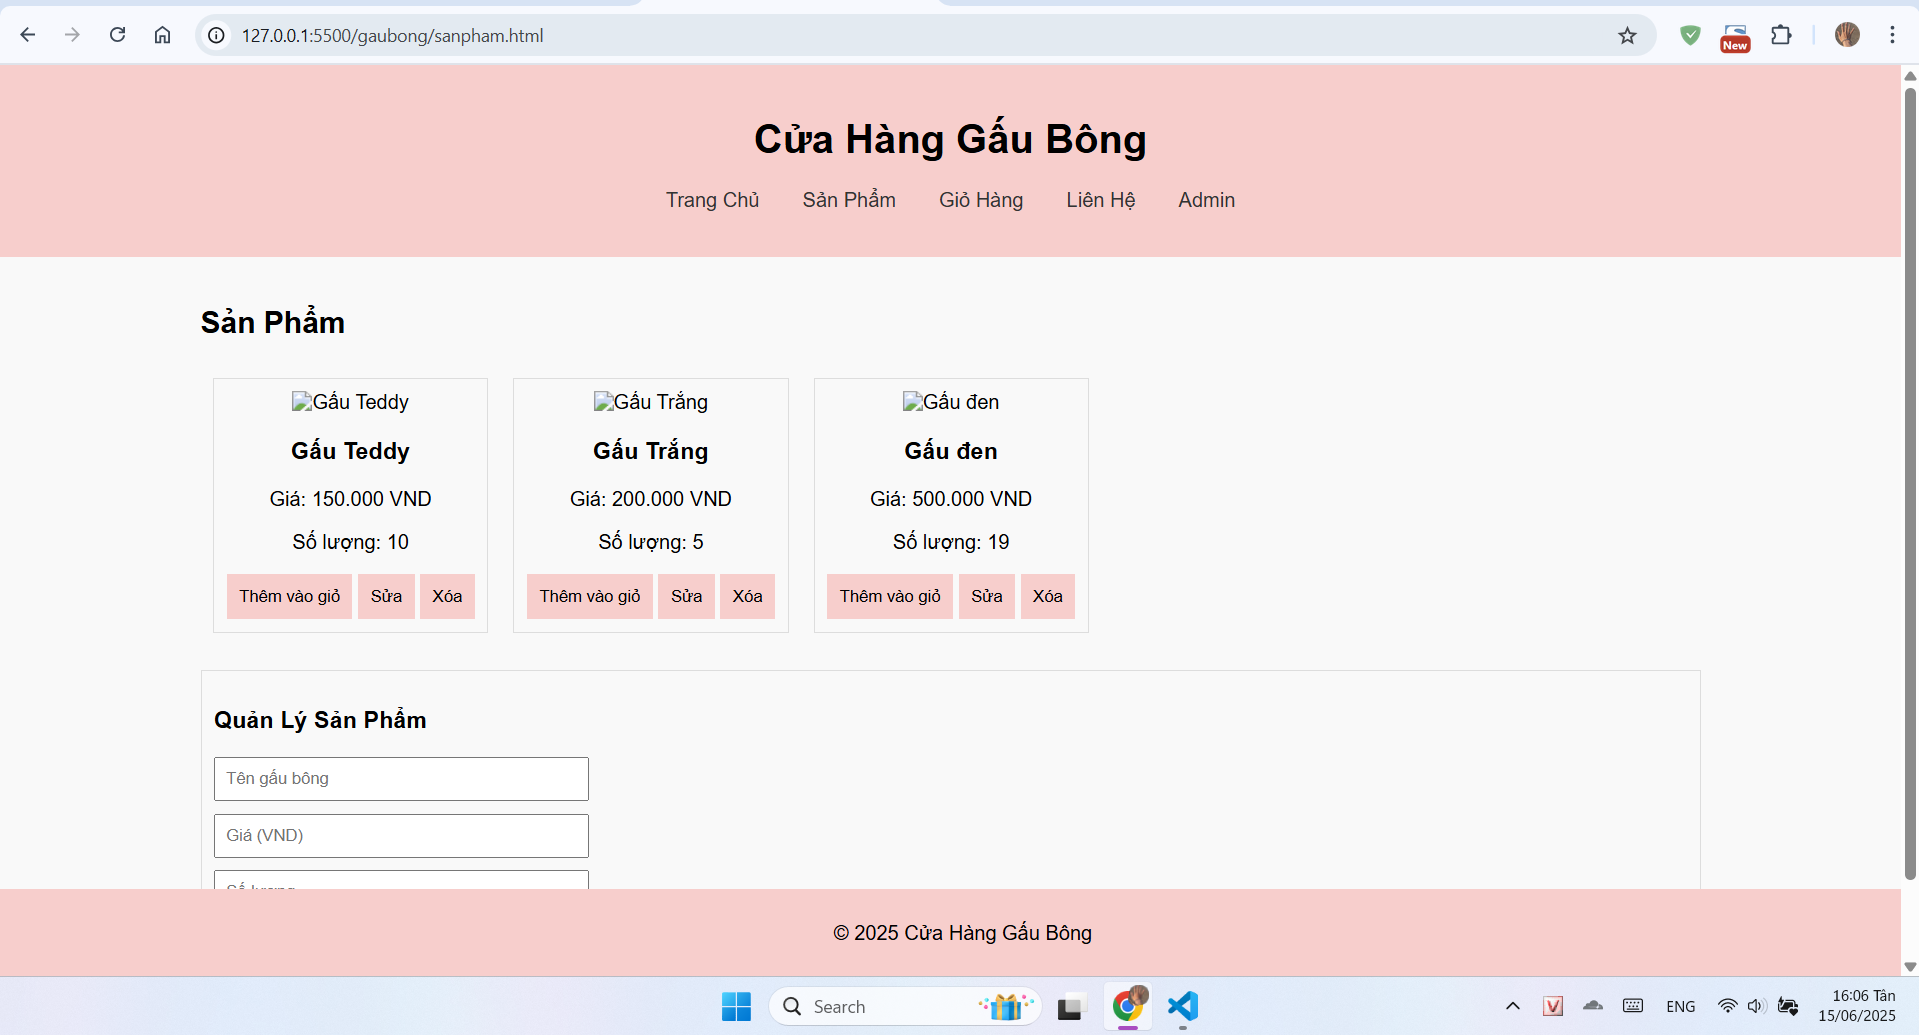 127.0.0.1:5500/gaubong/sanpham.html
New
Cửa Hàng Gấu Bông
Trang Chủ Sản Phẩm Giỏ Hàng Liên Hệ Admin
Sản Phẩm
Gấu Teddy Gấu Trắng Gấu đen
Gấu Teddy Gấu Trắng Gấu đen
Giá: 150.000 VND Giá: 200.000 VND Giá: 500.000 VND
Số lượng: 10 Số lượng: 5 Số lượng: 19
Thêm vào giỏ Sửa Xóa Thêm vào giỏ Sửa Xóa Thêm vào giỏ Sửa Xóa
Quản Lý Sản Phẩm
Tên gấu bông
Giá (VND)
Số lượng
© 2025 Cửa Hàng Gấu Bông
Search
V
ENG
16:06 Tân
15/06/2025